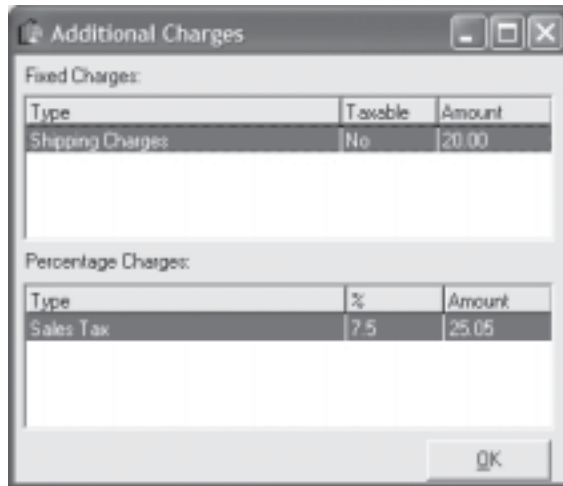 Additional Charges
Fixed Charges:
Type Taxable Amount
Shipping Charges No 20.00
Percentage Charges:
Type % Amount
Sales Tax 7.5 25.05
OK